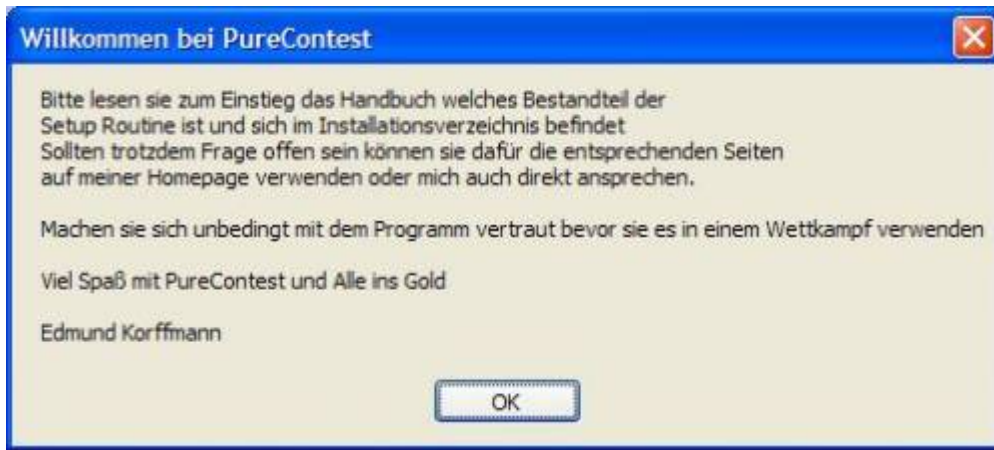 Willkommen bei PureContest
Bitte lesen sie zum Einstieg das Handbuch welches Bestandteil der
Setup Routine ist und sich im Installationsverzeichnis befindet
Sollten trotzdem Frage offen sein können sie dafür die entsprechenden Seiten
auf meiner Homepage verwenden oder mich auch direkt ansprechen.
Machen sie sich unbedingt mit dem Programm vertraut bevor sie es in einem Wettkampf verwenden
Viel Spaß mit PureContest und Alle ins Gold
Edmund Korffmann
OK